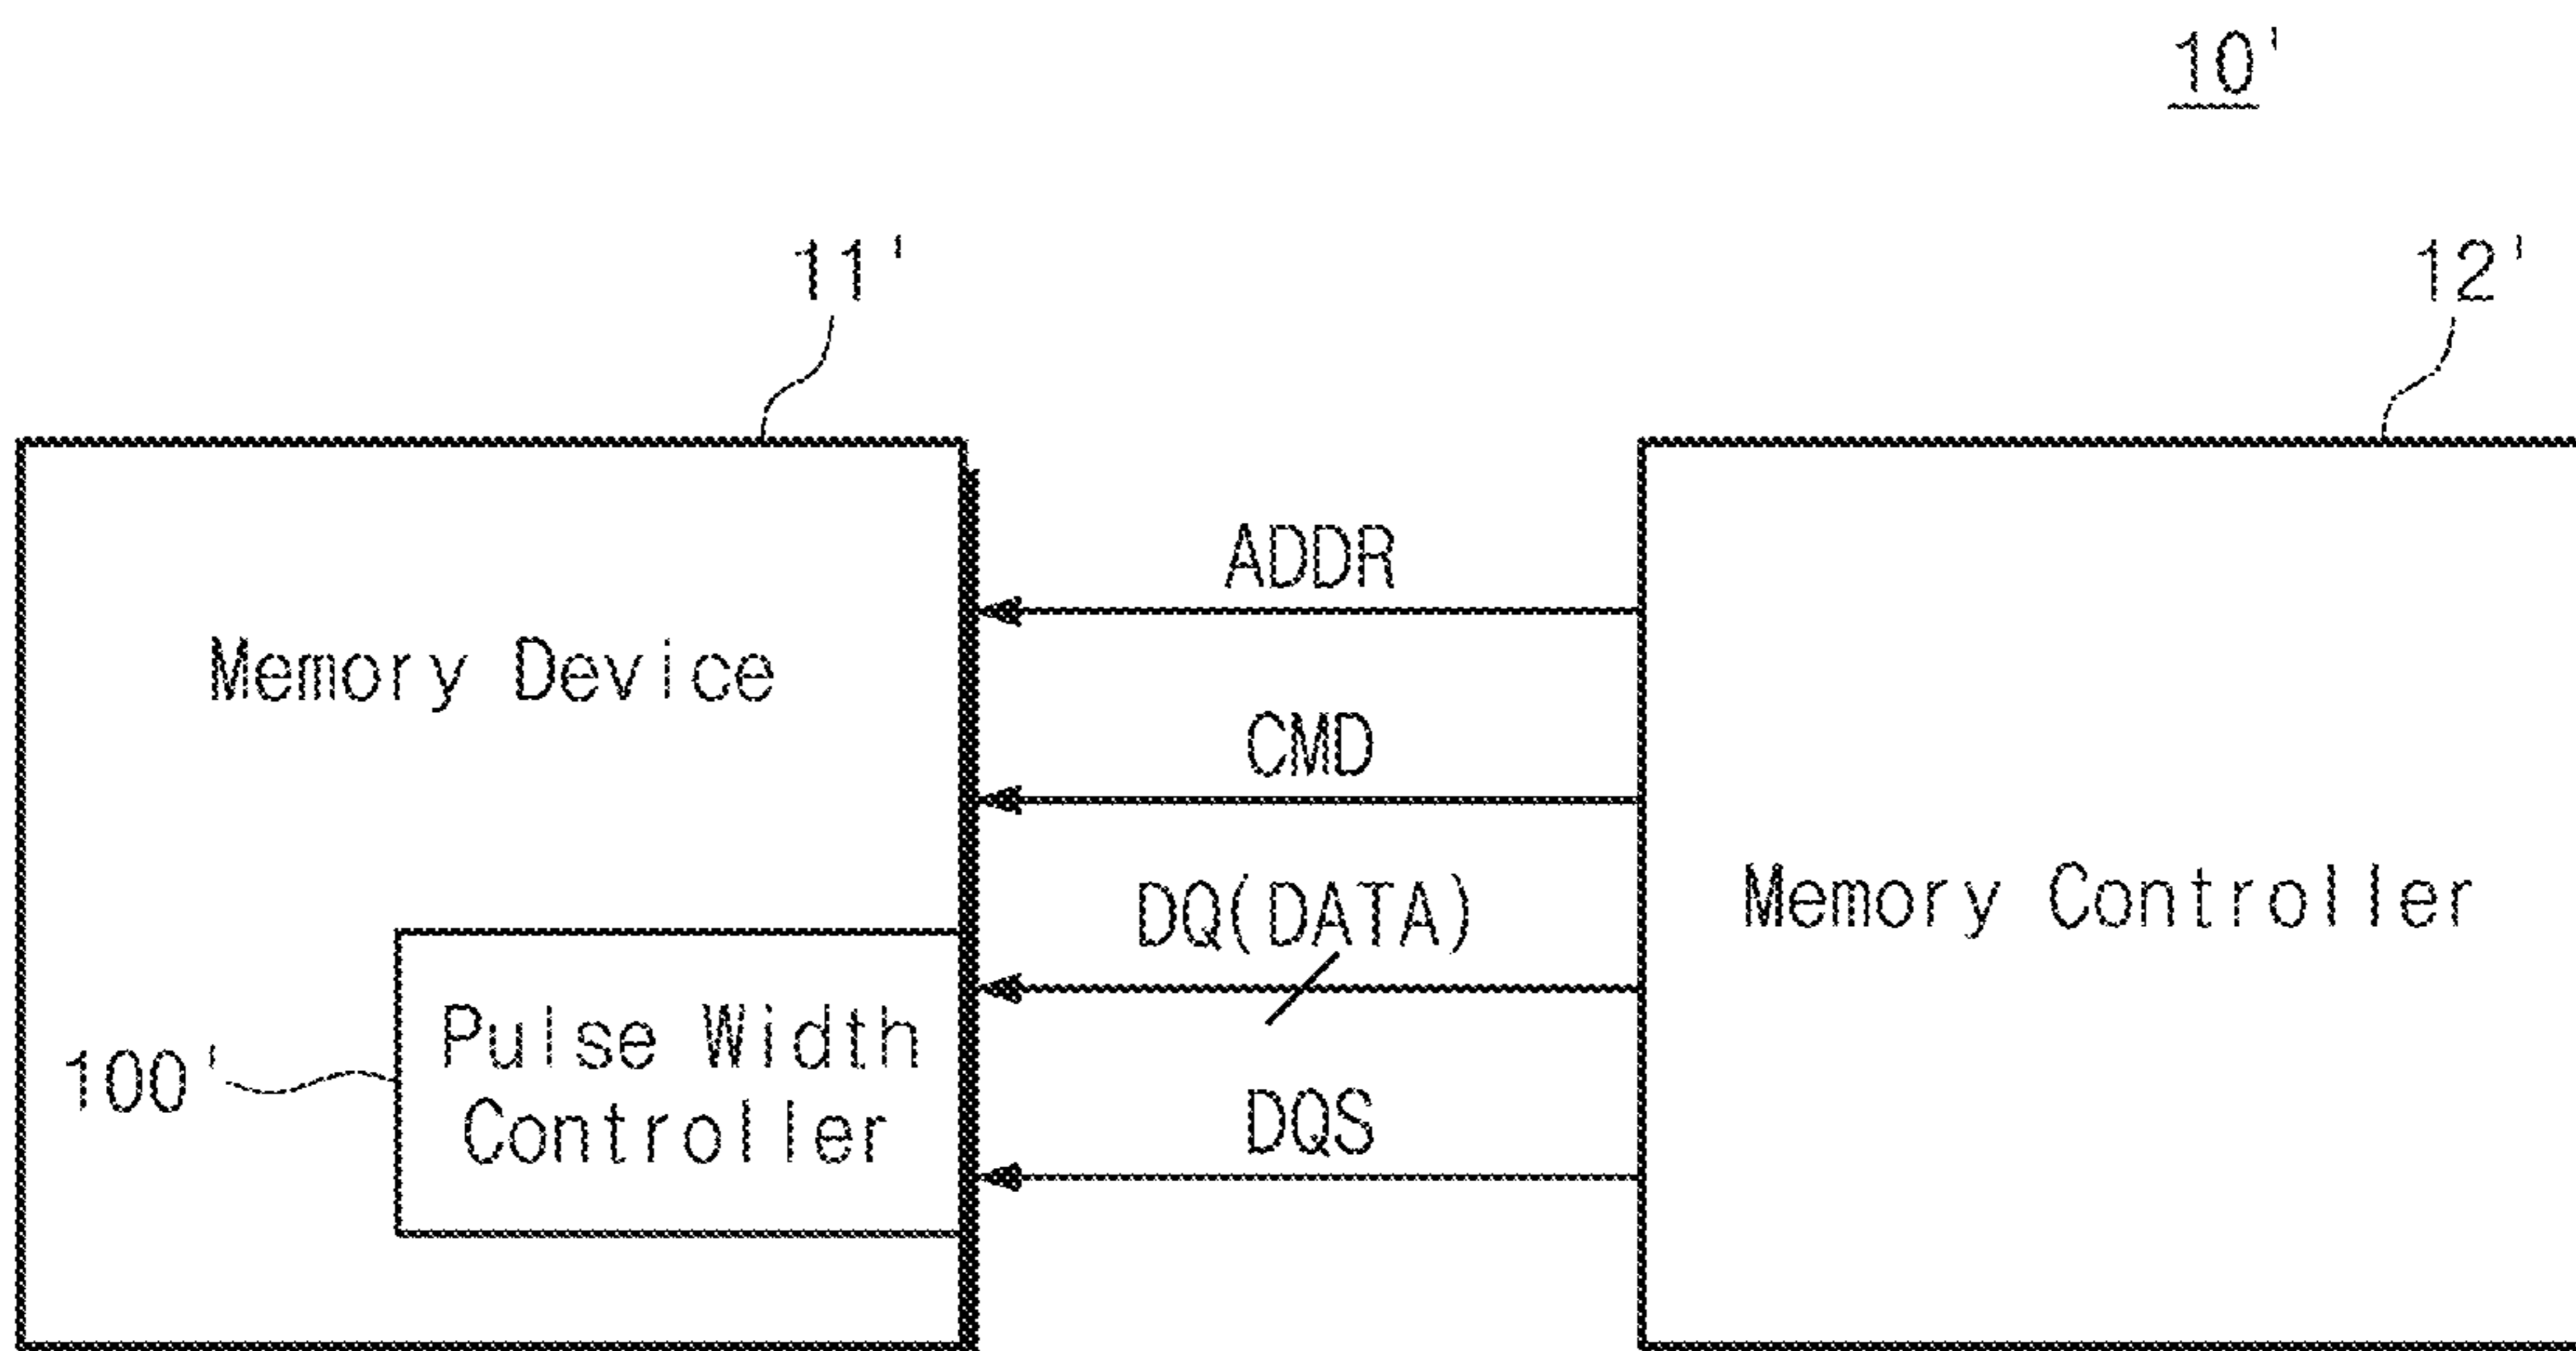 10'
11'
12'
ADDR
Memory Device
CMD
DQ(DATA)
Memory Controller
Pulse Width
Controller
100'
DQS